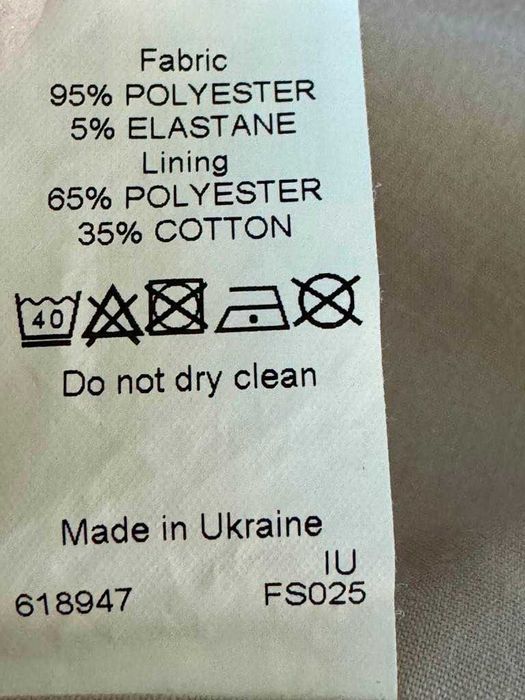 Fabric
95% POLYESTER
5% ELASTANE
Lining
65% POLYESTER
35% COTTON
40
Do not dry clean
Made in Ukraine
IU
618947 FS025